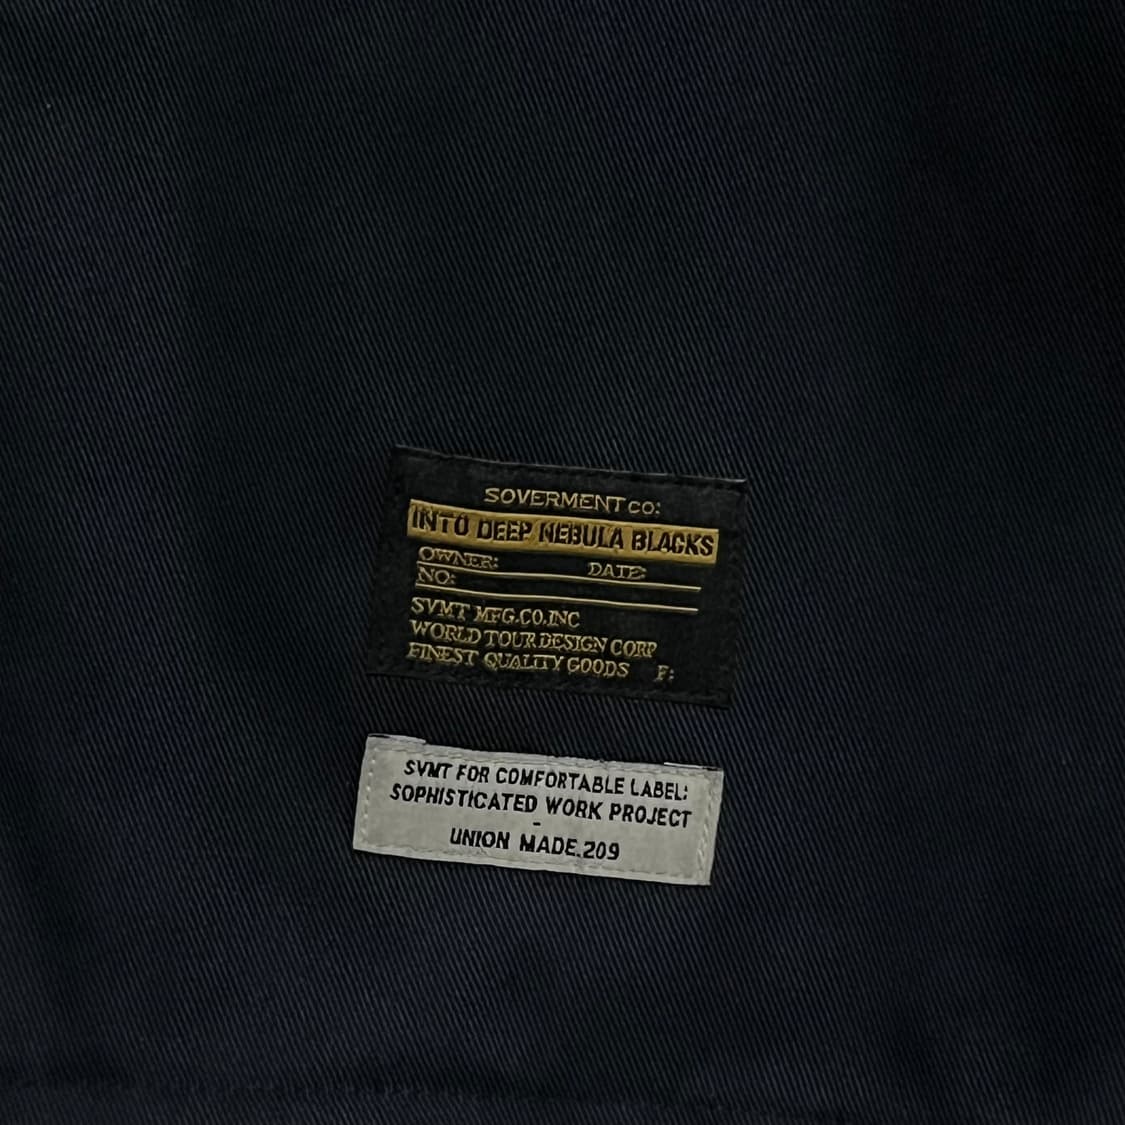 SOVERMENT CO:
INTO DEEP NEBULA BLACKS
OWNER: DATE:
NO:
SVMT MFG.CO.INC
WORLD TOUR DESIGN CORP
FINEST QUALITY GOODS F:
SVMT FOR COMFORTABLE LABEL:
SOPHISTICATED WORK PROJECT
-
UNION MADE.209